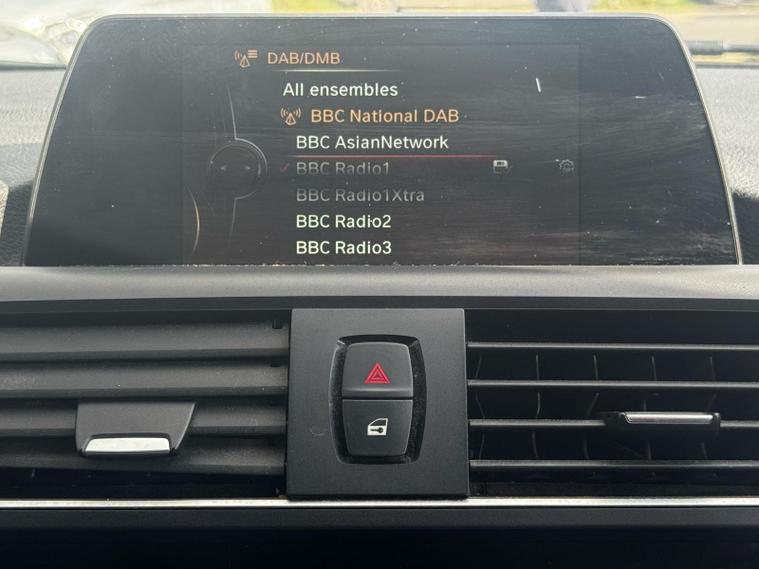 DAB/DMB
All ensembles
BBC National DAB
BBC AsianNetwork
BBC Radio1
BBC Radio1Xtra
BBC Radio2
BBC Radio3